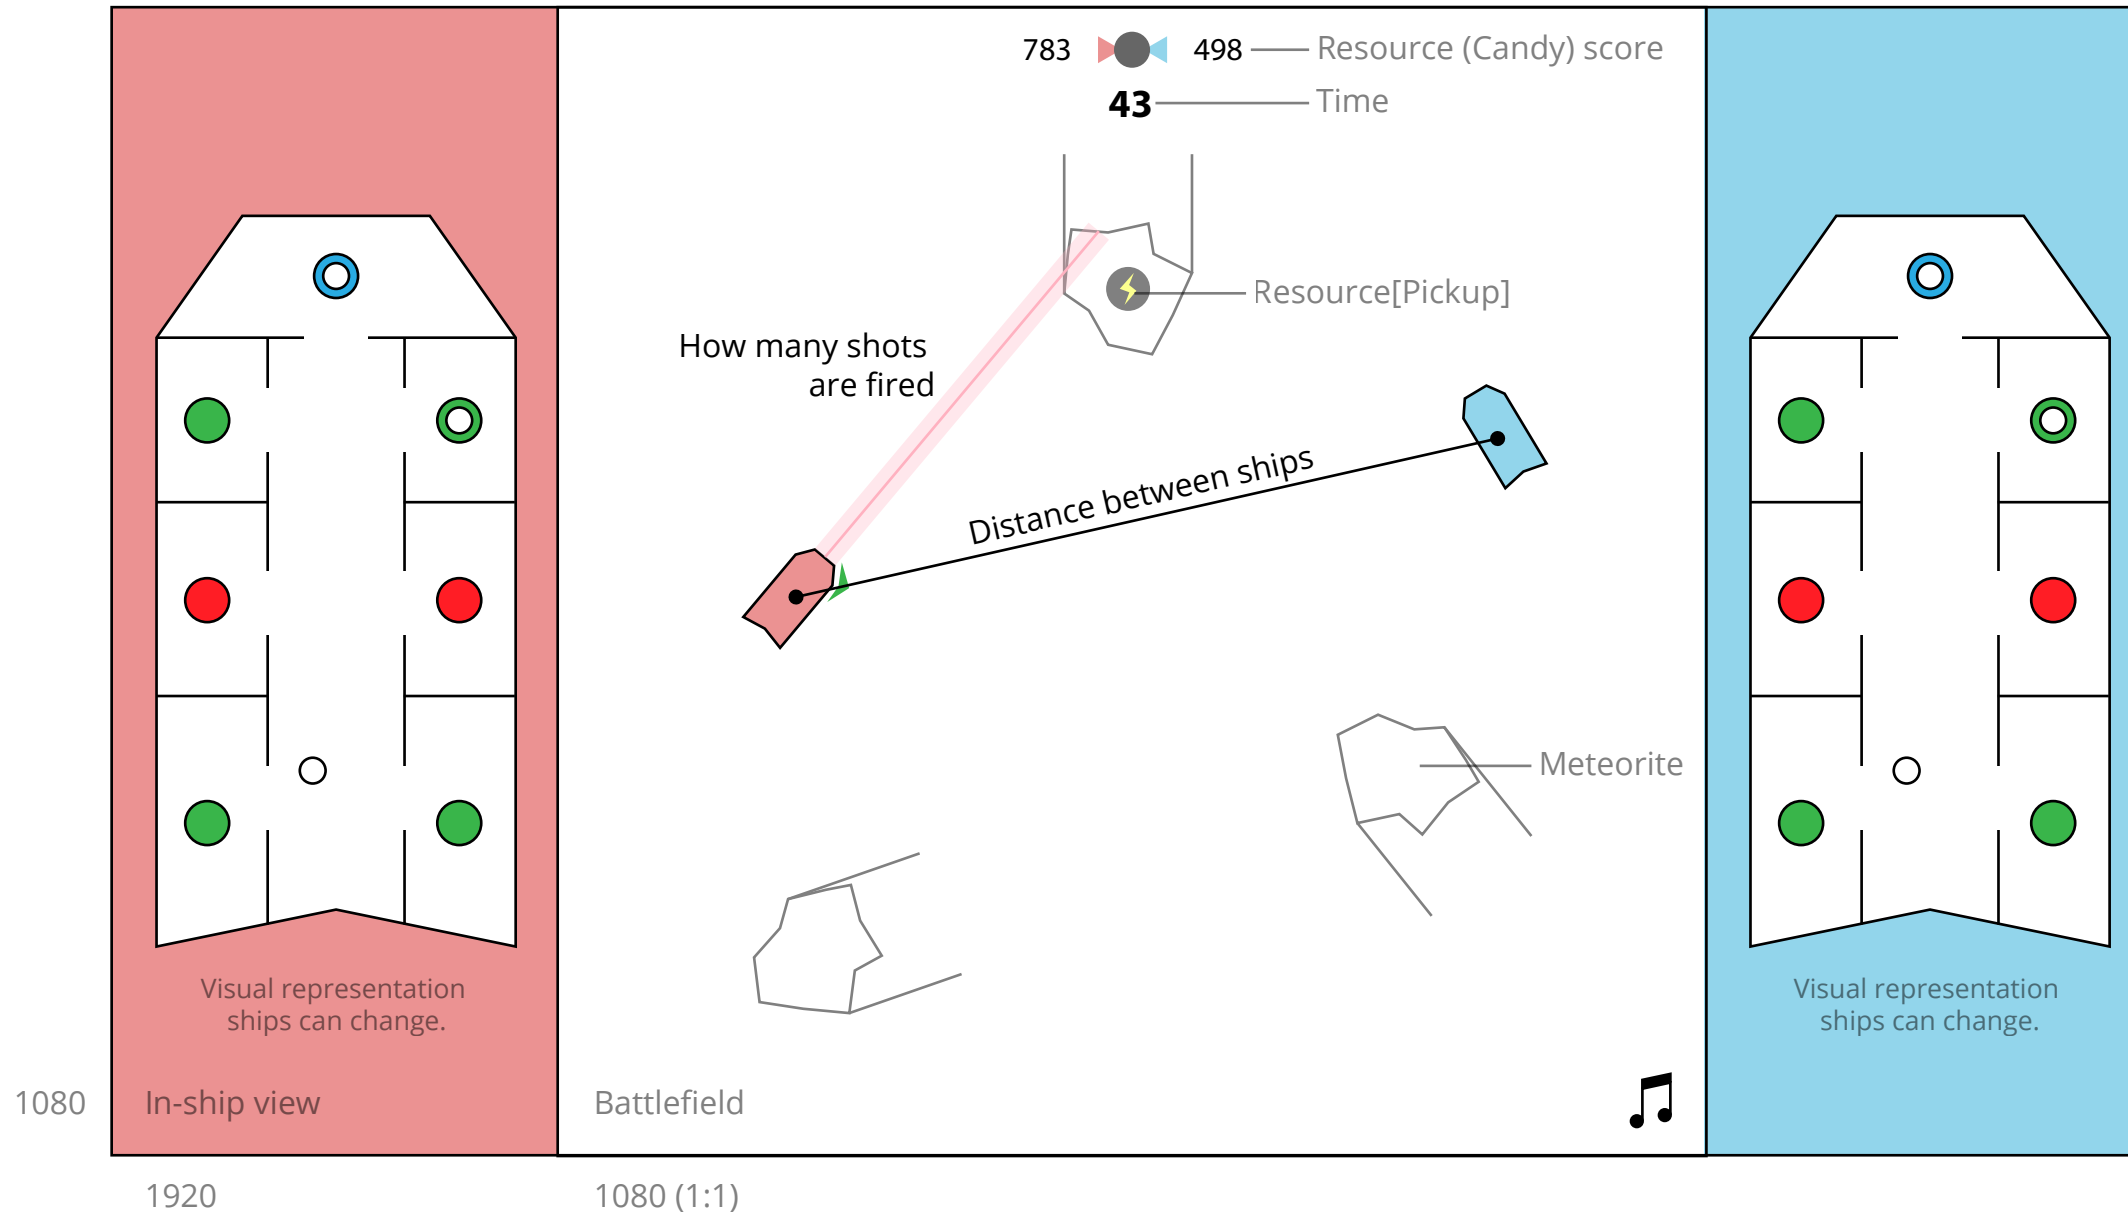 783
498
Resource (Candy) score
43
Time
Resource[Pickup]
How many shots
are fired
Distance between ships
Meteorite
Visual representation
ships can change.
Visual representation
ships can change.
1080
In-ship view
Battlefield
1920
1080 (1:1)